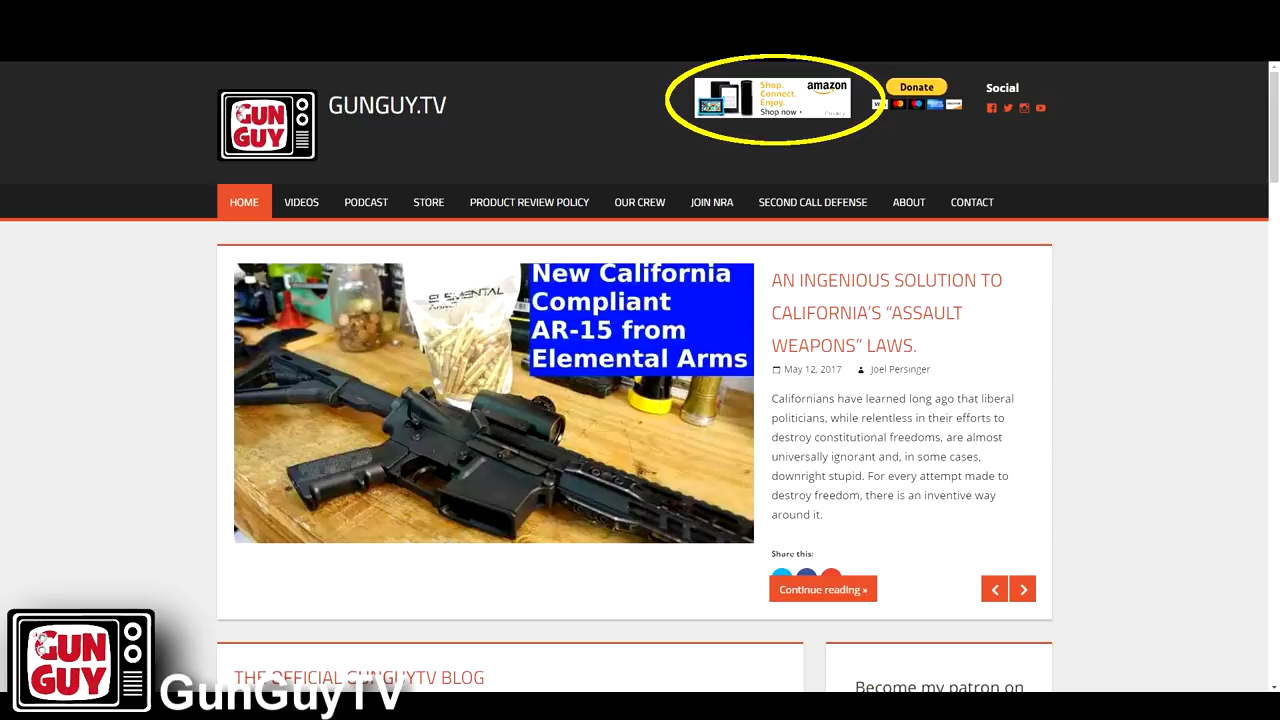 GUN
GUY
GUNGUY.TV
Shop.
Connect.
Enjoy.
Shop now
amazon
Privacy
Donate
Social
HOME
VIDEOS
PODCAST
STORE
PRODUCT REVIEW POLICY
OUR CREW
JOIN NRA
SECOND CALL DEFENSE
ABOUT
CONTACT
ELEMENTAL
New California
Compliant
AR-15 from
Elemental Arms
AN INGENIOUS SOLUTION TO
CALIFORNIA’S “ASSAULT
WEAPONS” LAWS.
May 12, 2017 Joel Persinger
Californians have learned long ago that liberal
politicians, while relentless in their efforts to
destroy constitutional freedoms, are almost
universally ignorant and, in some cases,
downright stupid. For every attempt made to
destroy freedom, there is an inventive way
around it.
Share this:
Continue reading »
THE OFFICIAL GUNGUYTV BLOG
Become my patron on
GUN
GUY
GunGuyTV